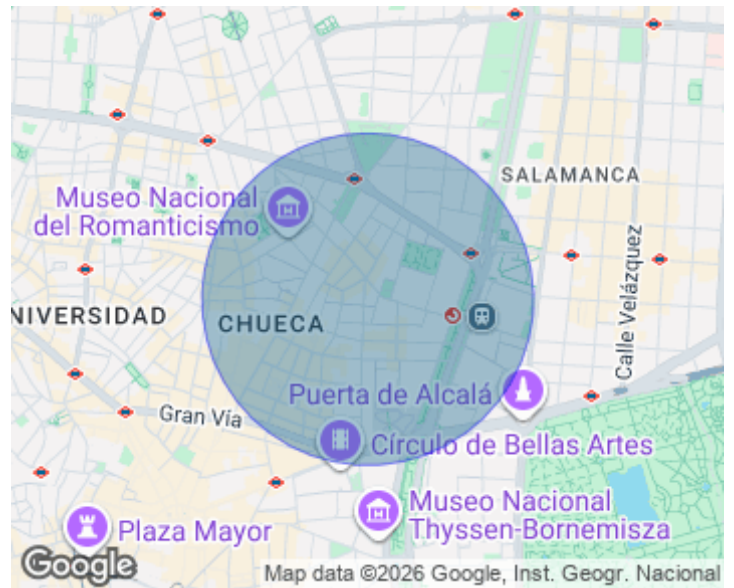 SALAMANCA
Museo Nacional
del Romanticismo
Calle Velázquez
NIVERSIDAD
CHUECA
Puerta de Alcalá
Gran Vía
Círculo de Bellas Artes
Museo Nacional
Thyssen-Bornemisza
Plaza Mayor
Google
Map data ©2026 Google, Inst. Geogr. Nacional